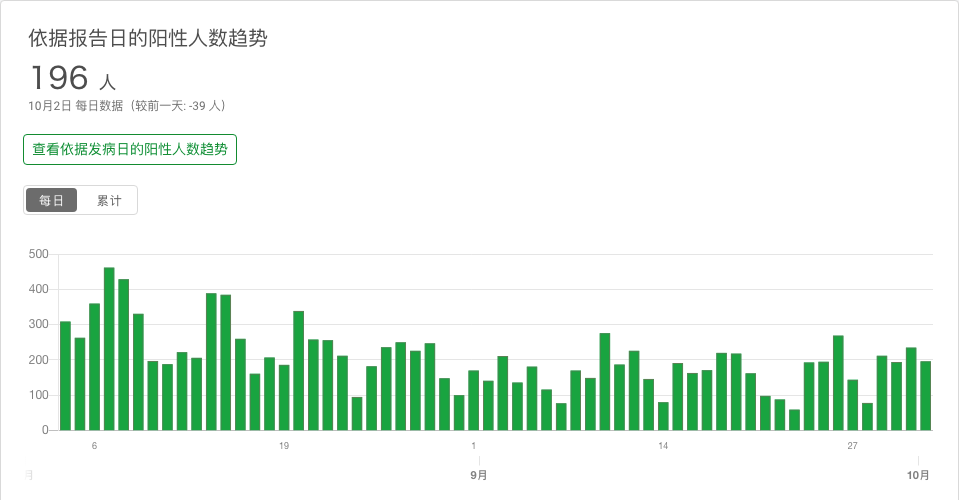 依据报告日的阳性人数趋势
196 人
10月2日 每日数据（较前一天: -39 人）
查看依据发病日的阳性人数趋势
每日 累计
500
400
300
200
100
0
6 19 1 14 27
月 9月 10月